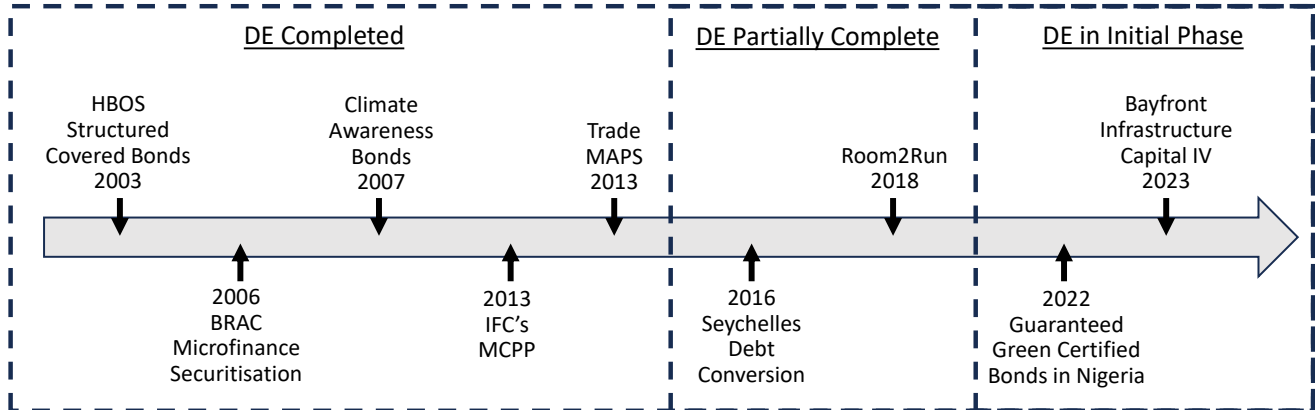 DE Completed
DE Partially Complete
DE in Initial Phase
HBOS
Structured
Covered Bonds
2003
Climate
Awareness
Bonds
2007
Trade
MAPS
2013
Room2Run
2018
Bayfront
Infrastructure
Capital IV
2023
2006
BRAC
Microfinance
Securitisation
2013
IFC's
MCPP
2016
Seychelles
Debt
Conversion
2022
Guaranteed
Green Certified
Bonds in Nigeria